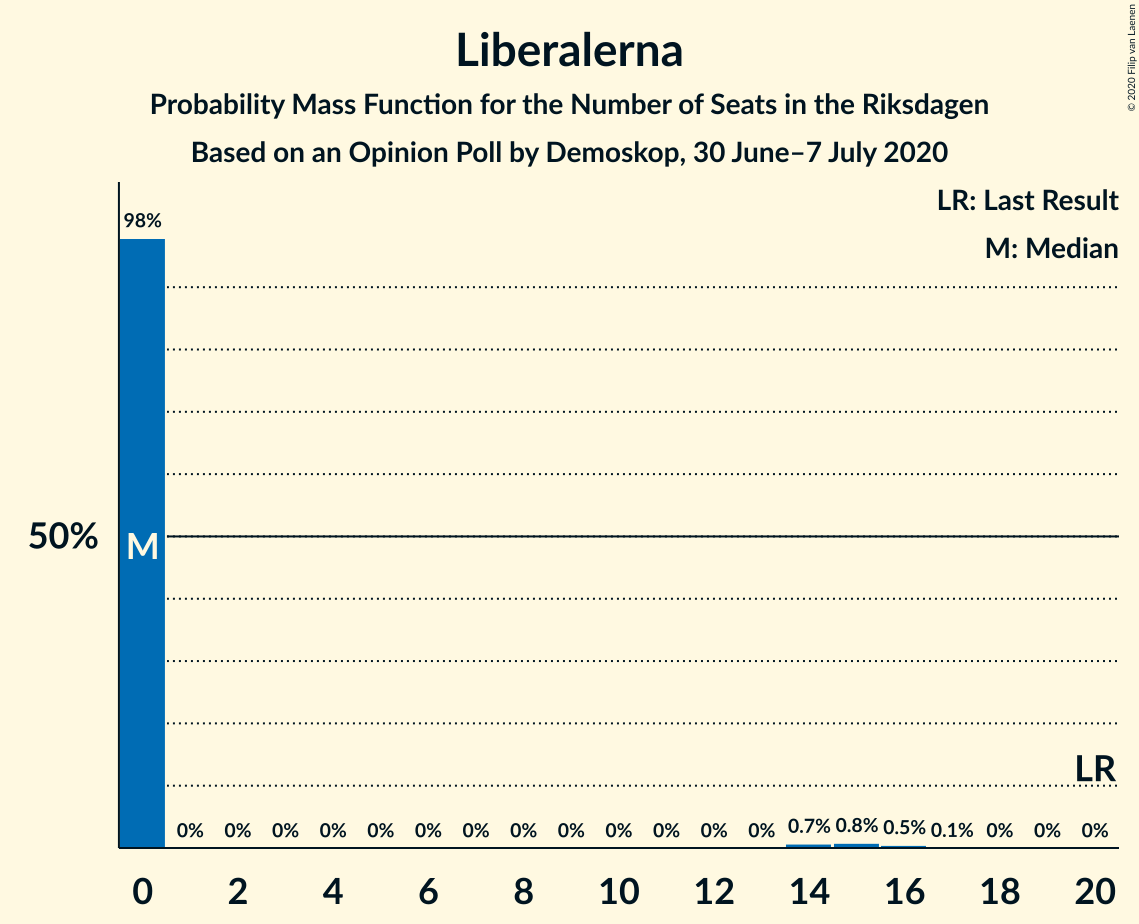 Liberalerna
Probability Mass Function for the Number of Seats in the Riksdagen
Based on an Opinion Poll by Demoskop, 30 June–7 July 2020
© 2020 Filip van Laenen
LR: Last Result
M: Median
98%
50%
M
LR
0% 0% 0% 0% 0% 0% 0% 0% 0% 0% 0% 0% 0% 0.7% 0.8% 0.5% 0.1% 0% 0% 0%
0 2 4 6 8 10 12 14 16 18 20